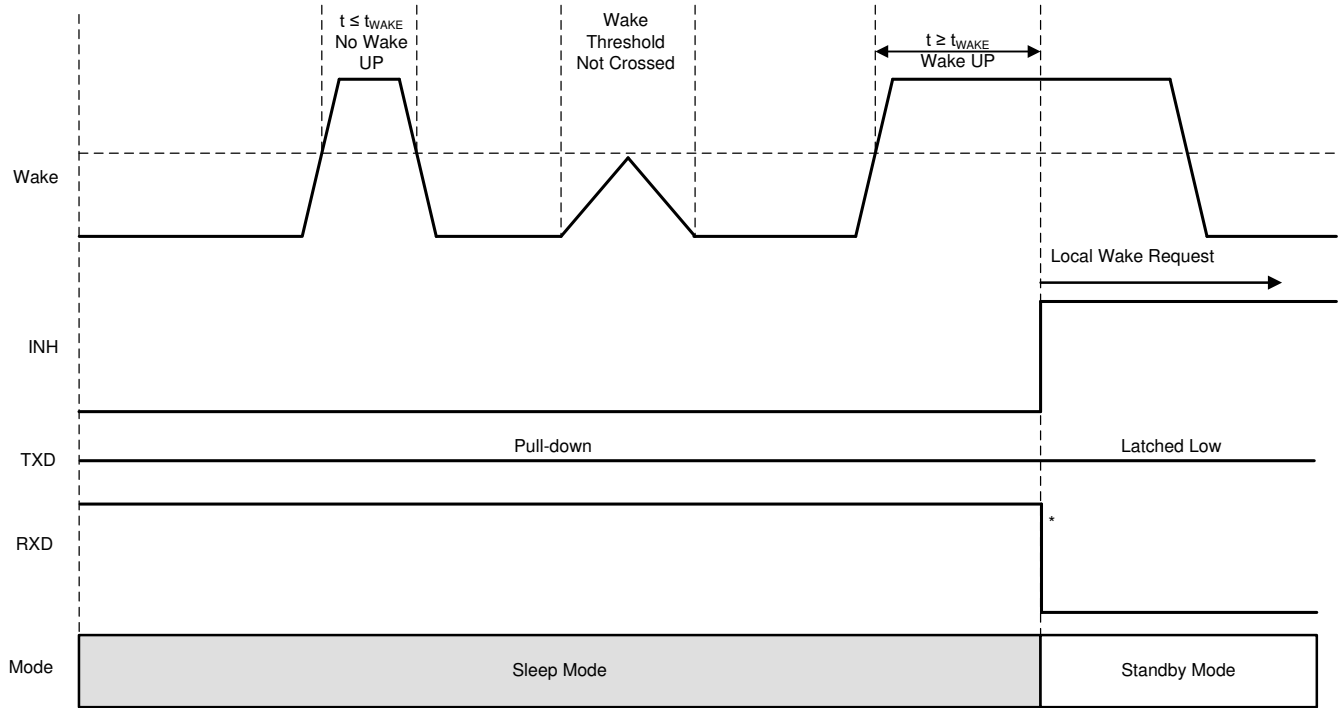 t ≤ tWAKE
No Wake
UP
Wake
Threshold
Not Crossed
t ≥ tWAKE
Wake UP
Wake
Local Wake Request
INH
Pull-down
Latched Low
TXD
*
RXD
Mode
Sleep Mode
Standby Mode